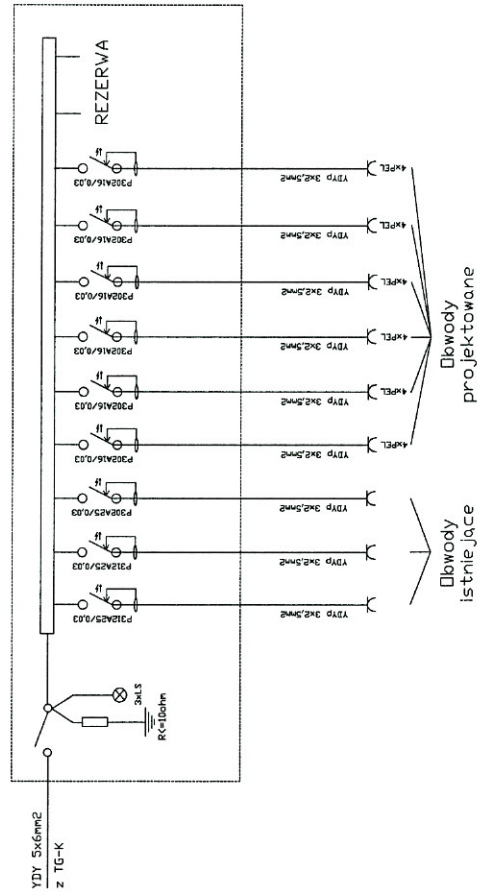 REZERWA
P302A16/0,03
P302A16/0,03
P302A16/0,03
P302A16/0,03
P302A16/0,03
P302A16/0,03
P302A25/0,03
P312A25/0,03
P312A25/0,03
YDYp 3x2,5mm2
YDYp 3x2,5mm2
YDYp 3x2,5mm2
YDYp 3x2,5mm2
YDYp 3x2,5mm2
YDYp 3x2,5mm2
YDYp 3x2,5mm2
YDYp 3x2,5mm2
YDYp 3x2,5mm2
4xPEL
4xPEL
4xPEL
4xPEL
4xPEL
4xPEL
Obwody
projektowane
Obwody
istniejace
3xLS
R<=10ohm
YDY 5x6mm2
z TG-K